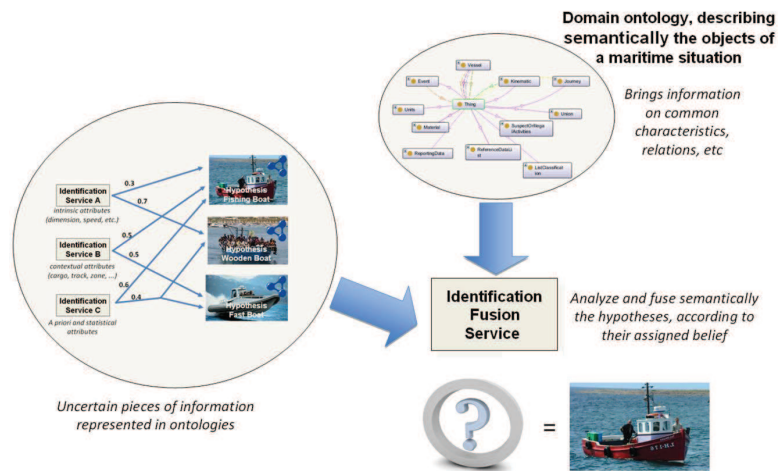 Domain ontology, describing
semantically the objects of
a maritime situation
Brings information
on common
characteristics,
relations, etc
Vessel
Event
Kinematic
Journey
Thing
Units
Union
Material
ReportingData
0.3
Identification
Service A
intrinsic attributes
(dimension, speed, etc.)
0.7
Hypothesis
Fishing Boat
0.5
Identification
Service B
contextual attributes
(cargo, track, zone, ...)
0.5
Hypothesis
Wooden Boat
0.6
Identification
Service C
A priori and statistical
attributes
0.4
Hypothesis
Fast Boat
Uncertain pieces of information
represented in ontologies
Identification
Fusion
Service
Analyze and fuse semantically
the hypotheses, according to
their assigned belief
?
=